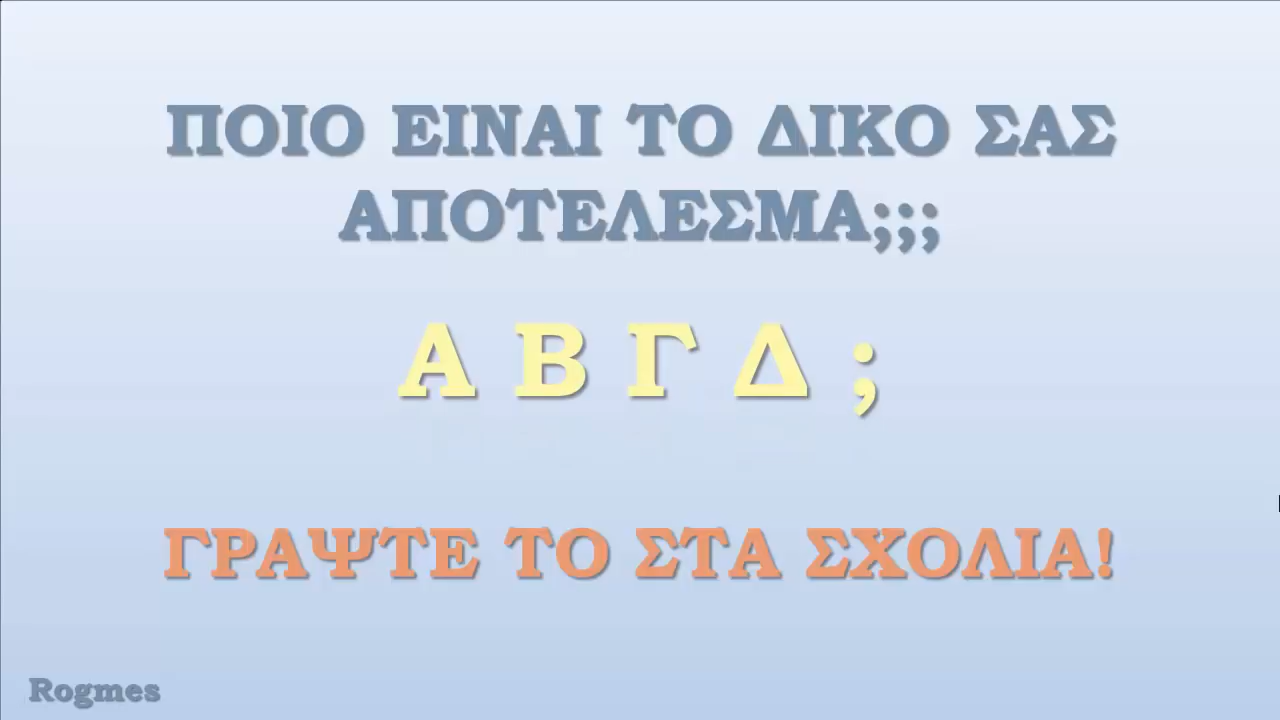 ΠΟΙΟ ΕΙΝΑΙ ΤΟ ΔΙΚΟ ΣΑΣ
ΑΠΟΤΕΛΕΣΜΑ;;;
Α Β Γ Δ ;
ΓΡΑΨΤΕ ΤΟ ΣΤΑ ΣΧΟΛΙΑ!
Rogmes